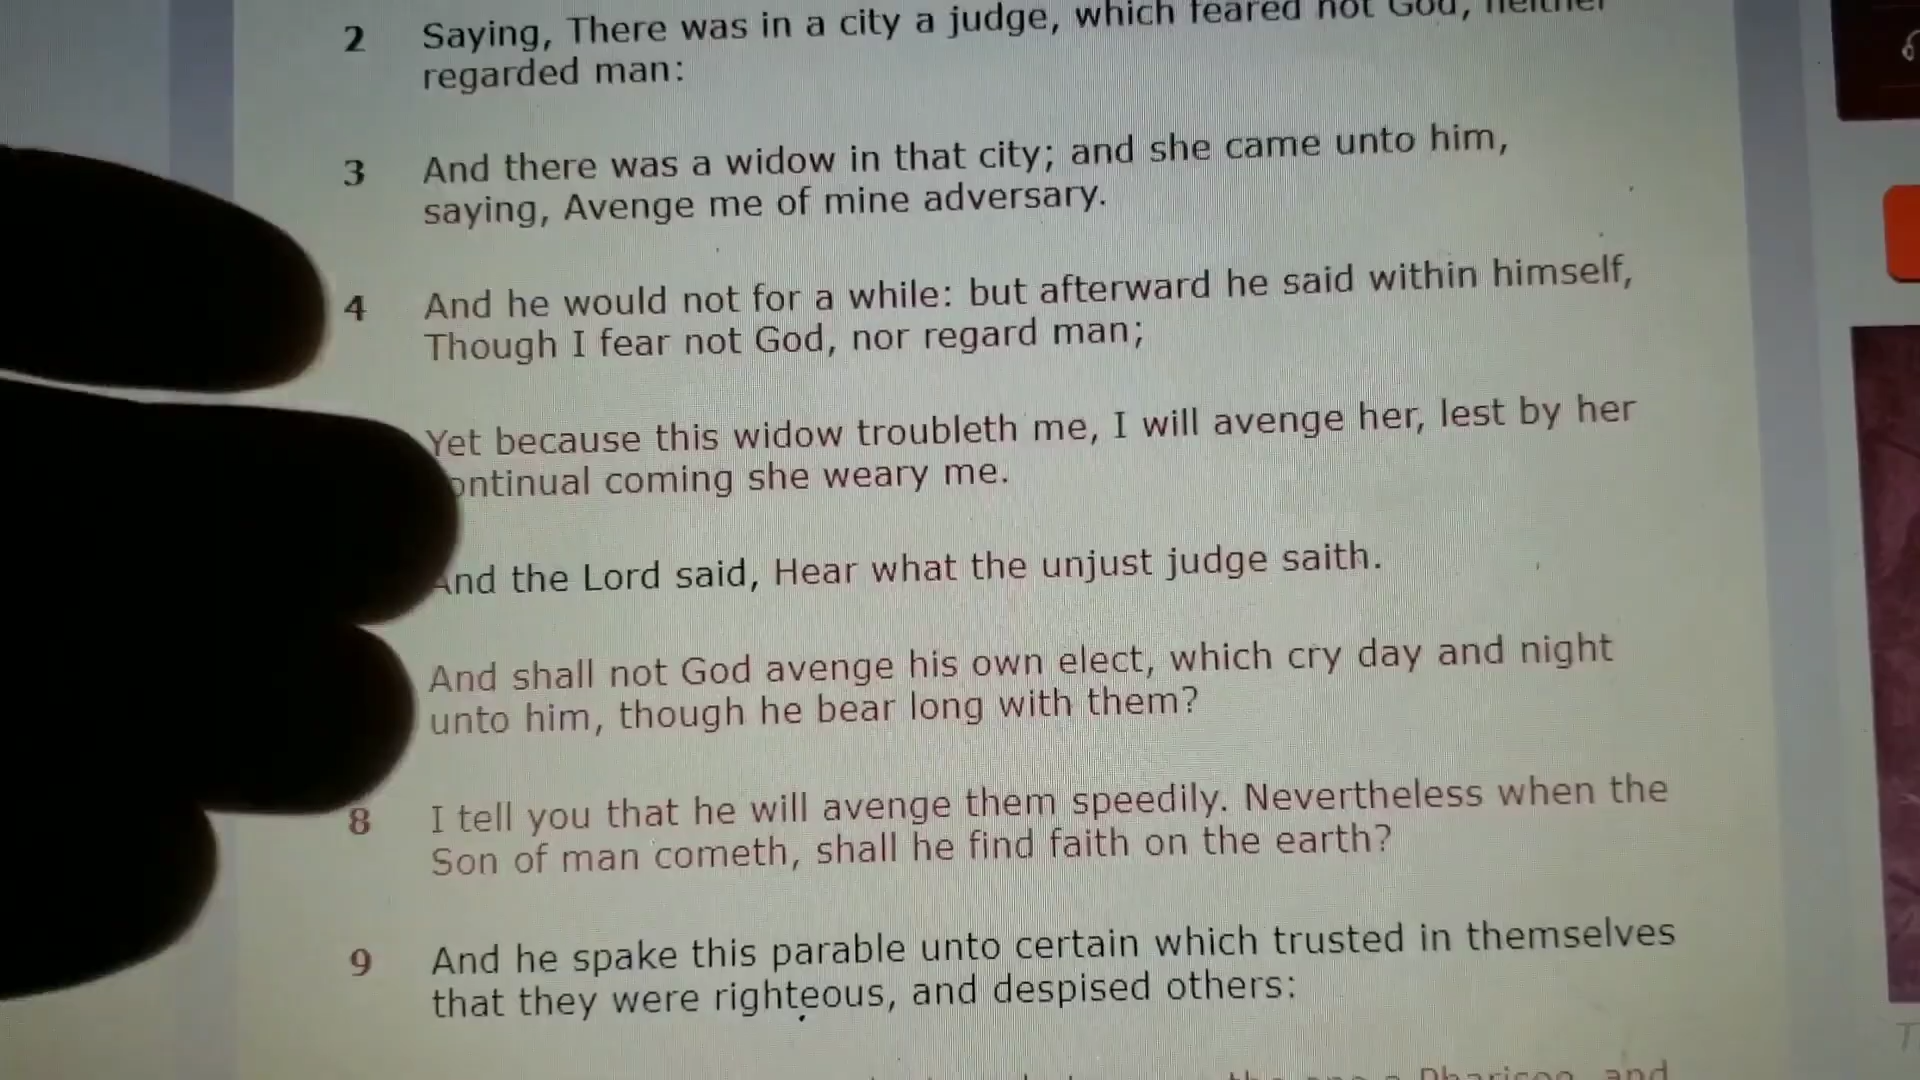 2 Saying, There was in a city a judge, which feared not God, neither
regarded man:
3 And there was a widow in that city; and she came unto him,
saying, Avenge me of mine adversary.
4 And he would not for a while: but afterward he said within himself,
Though I fear not God, nor regard man;
Yet because this widow troubleth me, I will avenge her, lest by her
ontinual coming she weary me.
And the Lord said, Hear what the unjust judge saith.
And shall not God avenge his own elect, which cry day and night
unto him, though he bear long with them?
8 I tell you that he will avenge them speedily. Nevertheless when the
Son of man cometh, shall he find faith on the earth?
9 And he spake this parable unto certain which trusted in themselves
that they were righteous, and despised others:
Pharisee, and